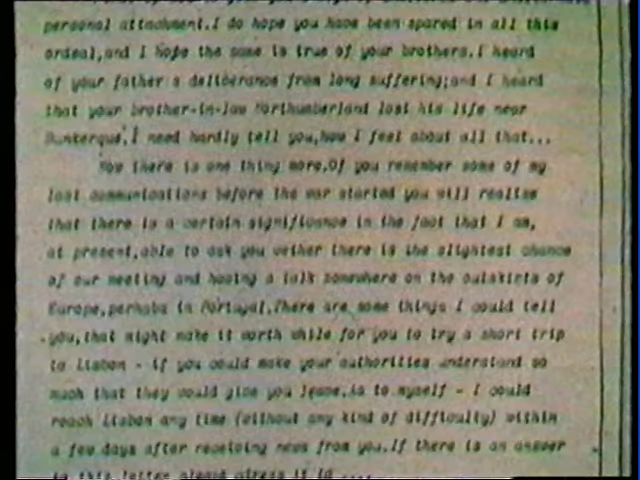 personal attachment.I do hope you have been spared in all this
ordeal,and I hope the same is true of your brothers.I heard
of your father s deliverance from long suffering;and I heard
that your brother-in-law Northumberland lost his life near
Dunkerque.I need hardly tell you,how I feel about all that...
Now there is one thing more.If you remember some of my
last communications before the war started you will realise
that there is a certain significance in the fact that I am,
at present,able to ask you wether there is the slightest chance
of our meeting and having a talk somewhere on the outskirts of
Europe,perhabs in Portugal.There are some things I could tell
you,that might make it worth while for you to try a short trip
to Lisbon - if you could make your authorities understand so
much that they would give you leave.As to myself - I could
reach Lisbon any time (without any kind of difficulty) within
a few days after receiving news from you.If there is an answer
to this letter please